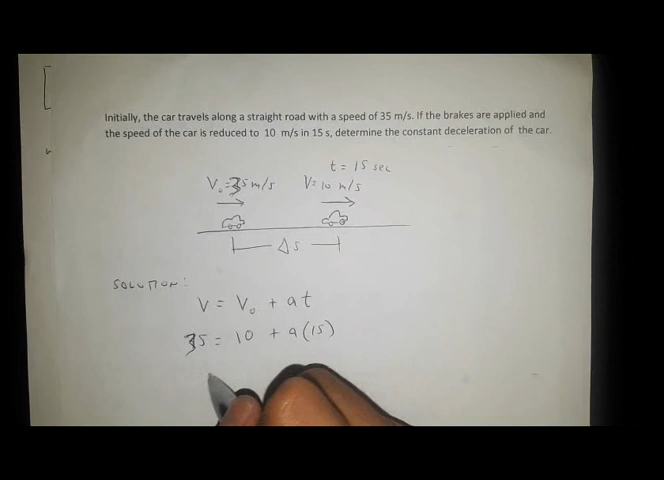 Initially, the car travels along a straight road with a speed of 35 m/s. If the brakes are applied and
the speed of the car is reduced to 10 m/s in 15 s, determine the constant deceleration of the car.
t = 15 sec
V₀=35m/s V=10 m/s
Δs
SOLUTION:
V = V₀ + at
35 = 10 + a(15)